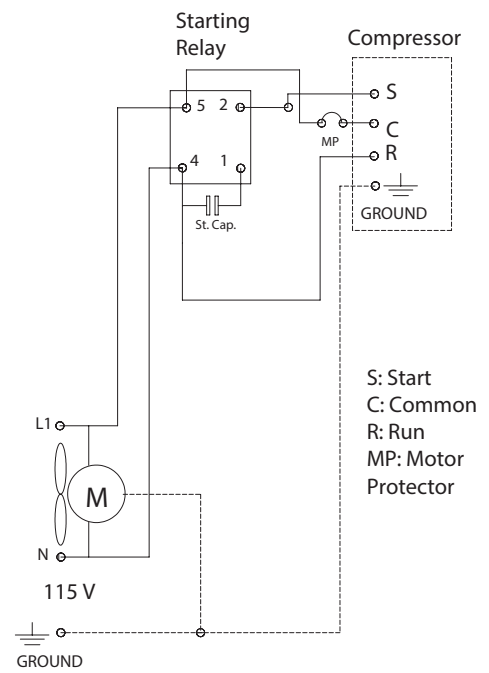 Starting
Relay
Compressor
5 2
S
MP
C
R
4 1
St. Cap.
GROUND
S: Start
C: Common
R: Run
MP: Motor
Protector
L1
M
N
115 V
GROUND